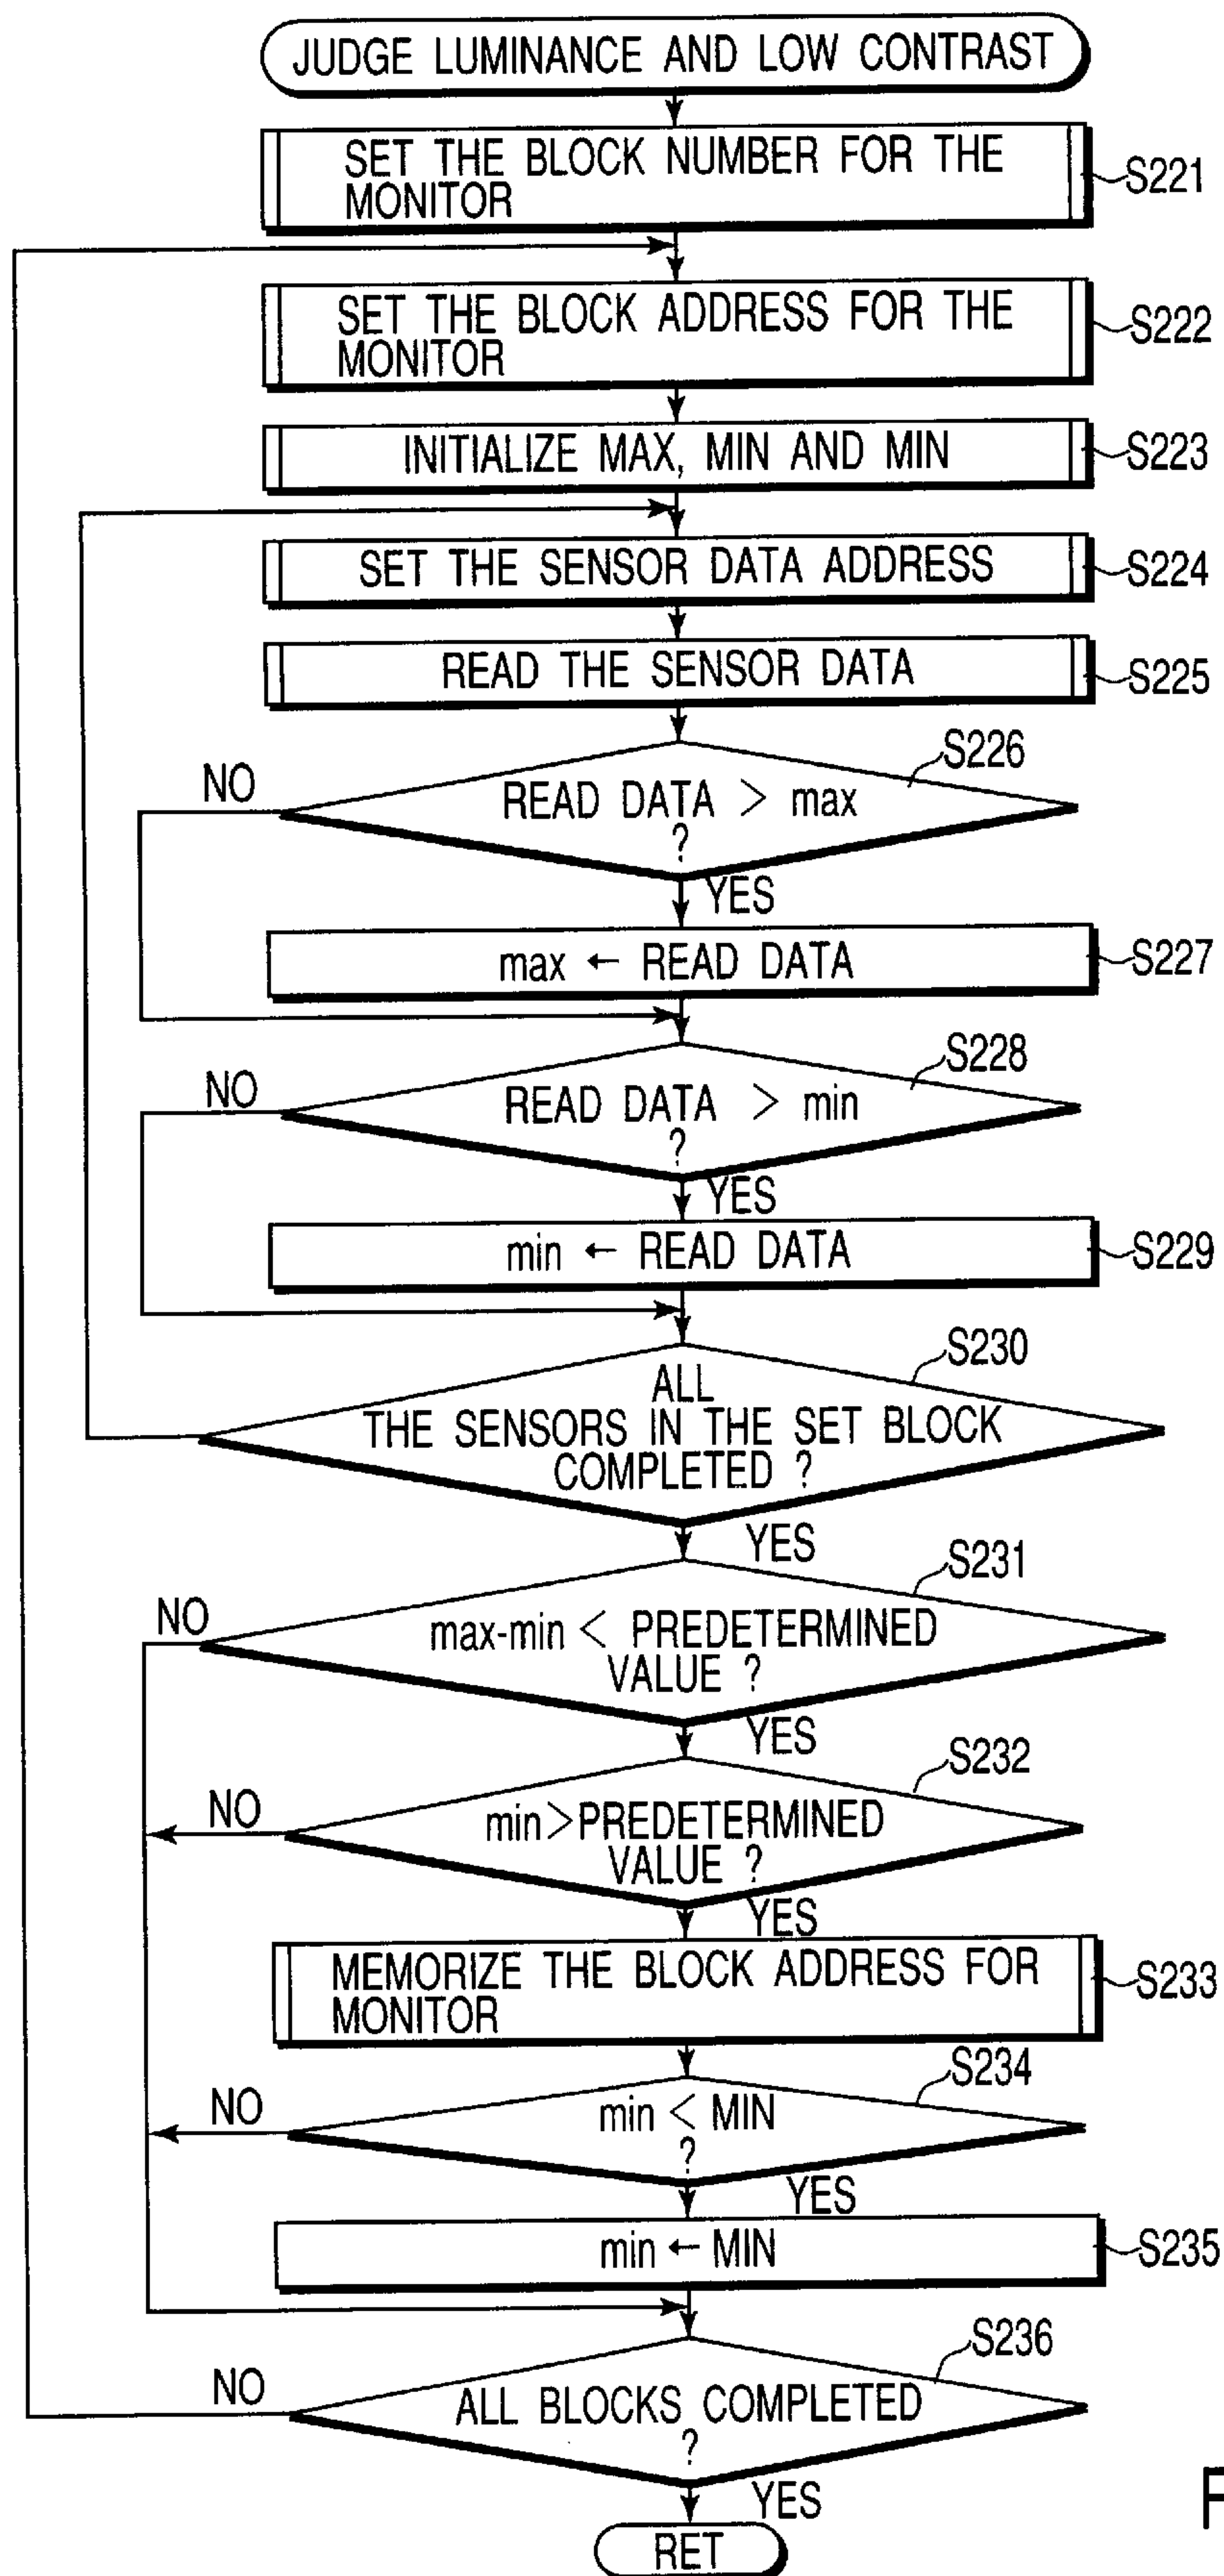 JUDGE LUMINANCE AND LOW CONTRAST
SET THE BLOCK NUMBER FOR THE
MONITOR
S221
SET THE BLOCK ADDRESS FOR THE
MONITOR
S222
INITIALIZE MAX, MIN AND MIN
S223
SET THE SENSOR DATA ADDRESS
S224
READ THE SENSOR DATA
S225
S226
NO
READ DATA > max
?
YES
max ← READ DATA
S227
S228
NO
READ DATA > min
?
YES
min ← READ DATA
S229
S230
ALL
THE SENSORS IN THE SET BLOCK
COMPLETED ?
YES
S231
NO
max-min < PREDETERMINED
VALUE ?
YES
S232
NO
min>PREDETERMINED
VALUE ?
YES
MEMORIZE THE BLOCK ADDRESS FOR
MONITOR
S233
S234
NO
min < MIN
?
YES
min ← MIN
S235
S236
NO
ALL BLOCKS COMPLETED
?
YES
RET